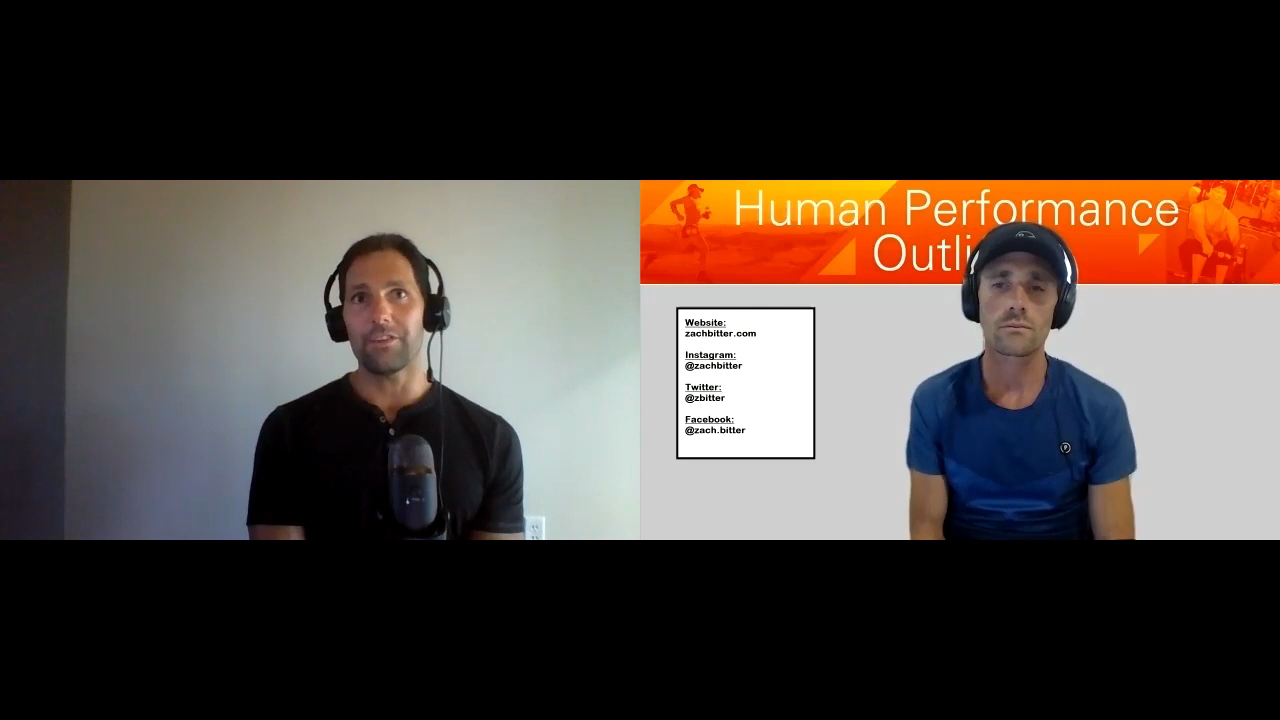 Human Performance
Outli
Website:
zachbitter.com
Instagram:
@zachbitter
Twitter:
@zbitter
Facebook:
@zach.bitter